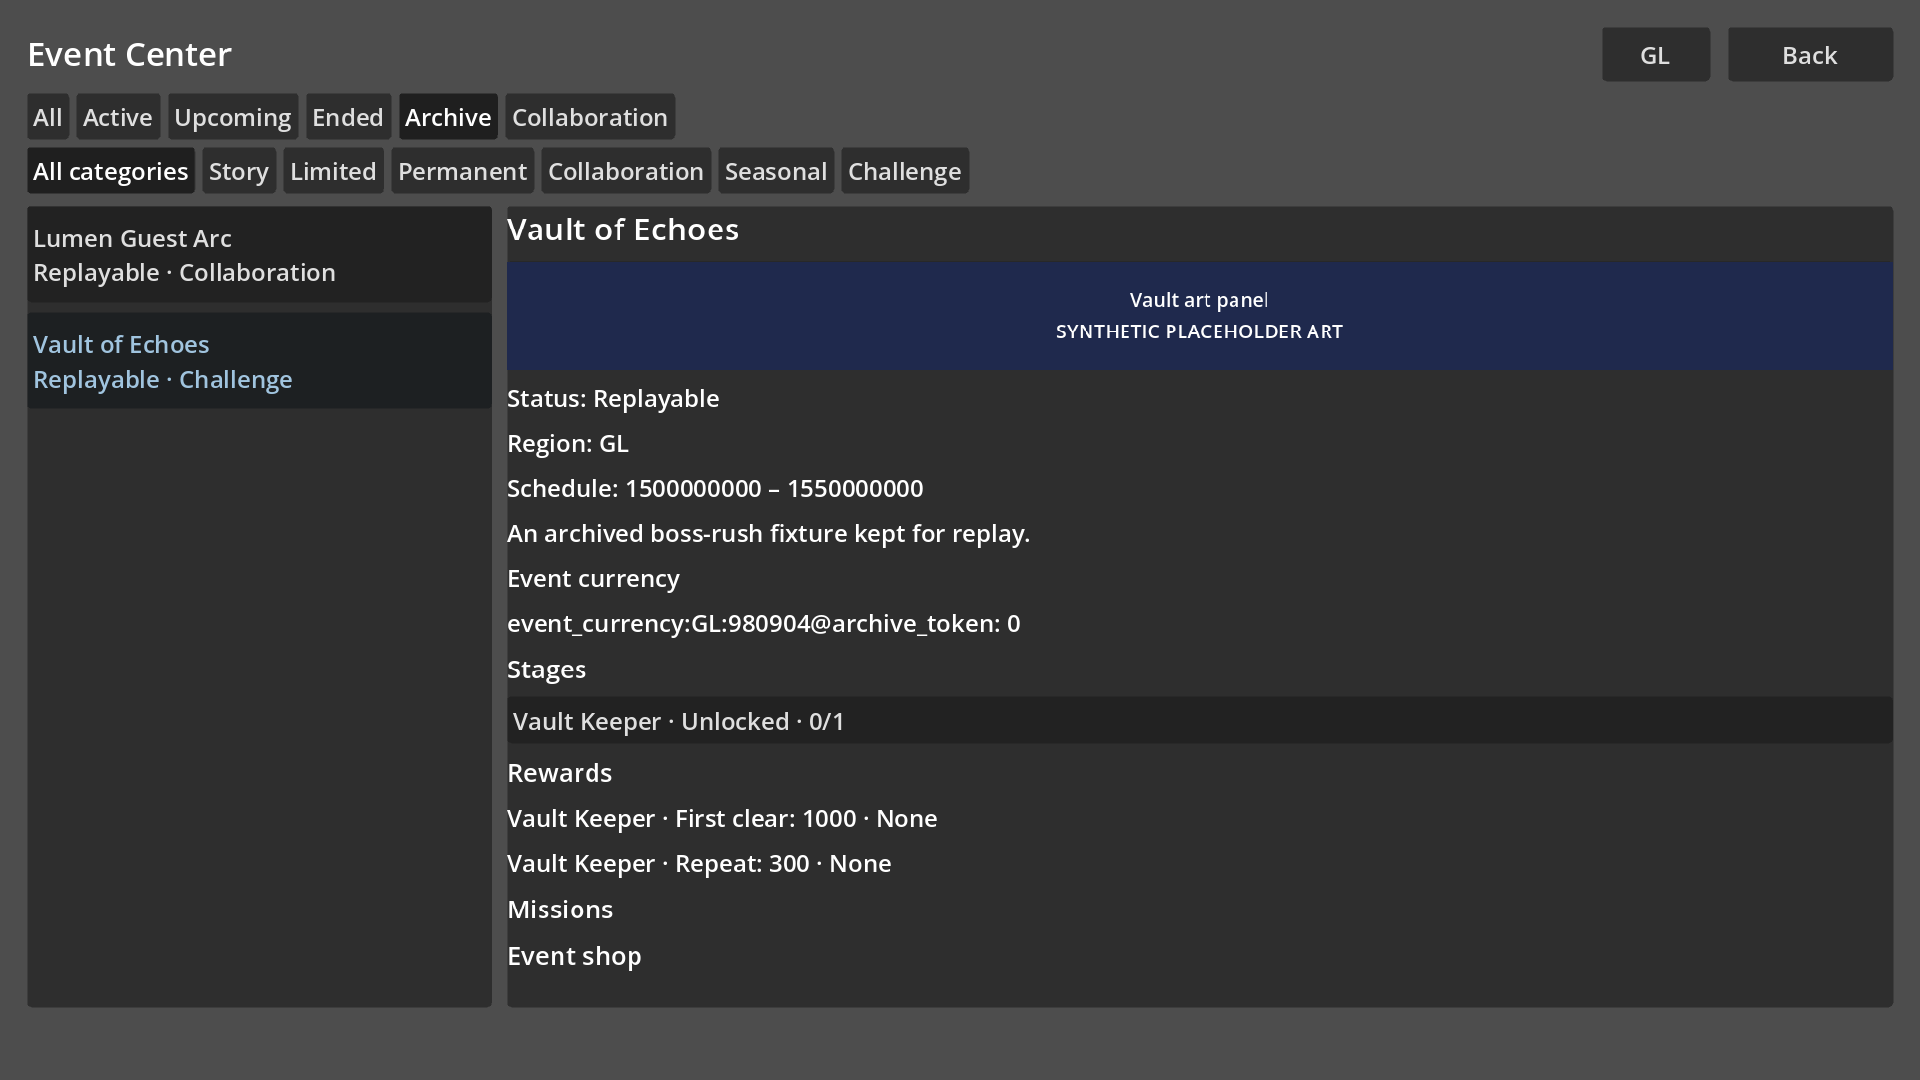 Event Center
GL
Back
All
Active
Upcoming
Ended
Archive
Collaboration
All categories
Story
Limited
Permanent
Collaboration
Seasonal
Challenge
Lumen Guest Arc
Replayable · Collaboration
Vault of Echoes
Replayable · Challenge
Vault of Echoes
Vault art panel
SYNTHETIC PLACEHOLDER ART
Status: Replayable
Region: GL
Schedule: 1500000000 – 1550000000
An archived boss-rush fixture kept for replay.
Event currency
event_currency:GL:980904@archive_token: 0
Stages
Vault Keeper · Unlocked · 0/1
Rewards
Vault Keeper · First clear: 1000 · None
Vault Keeper · Repeat: 300 · None
Missions
Event shop